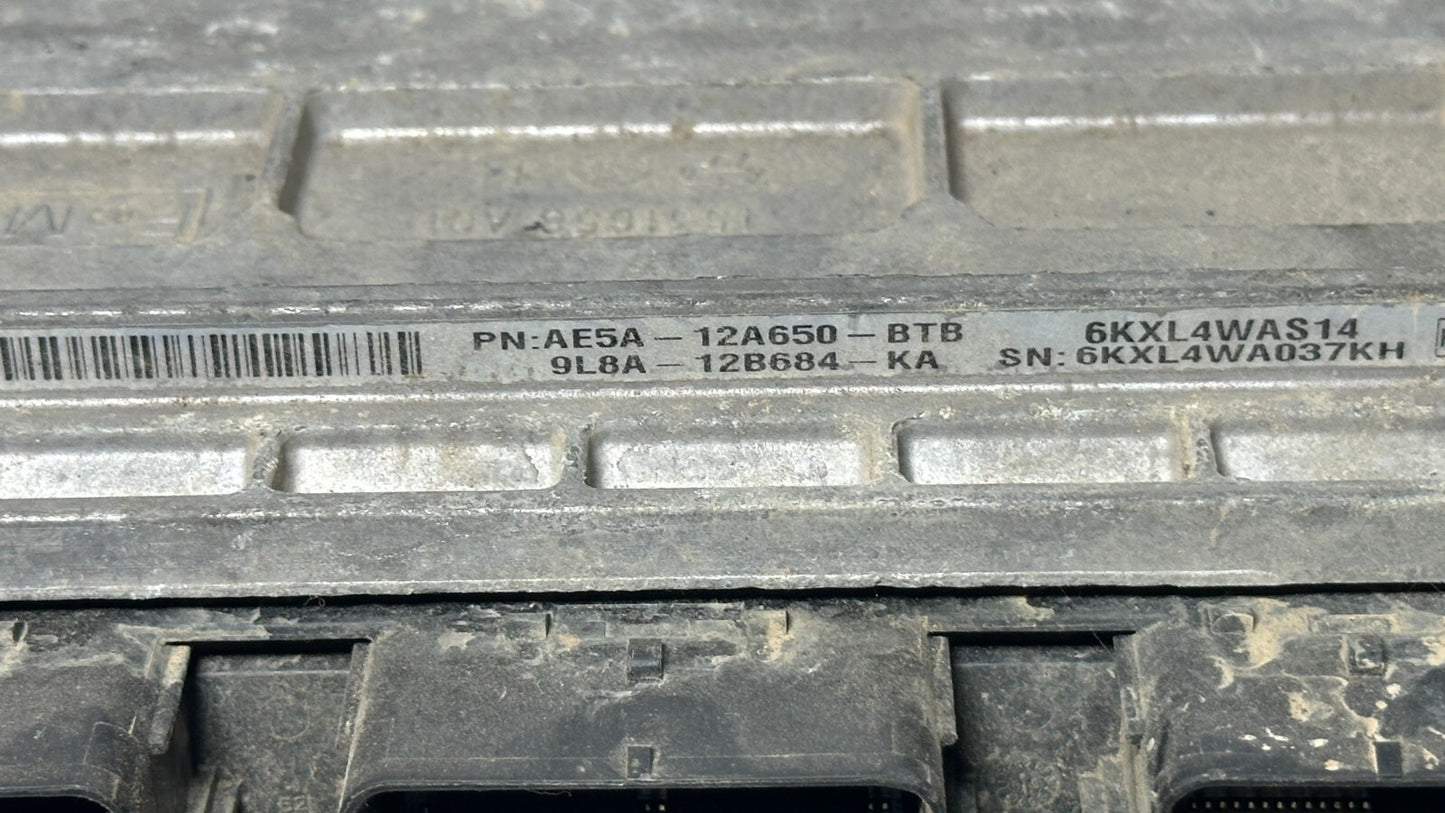 PN:AE5A-12A650-BTB
9L8A-12B684-KA
6KXL4WAS14
SN: 6KXL4WA037KH